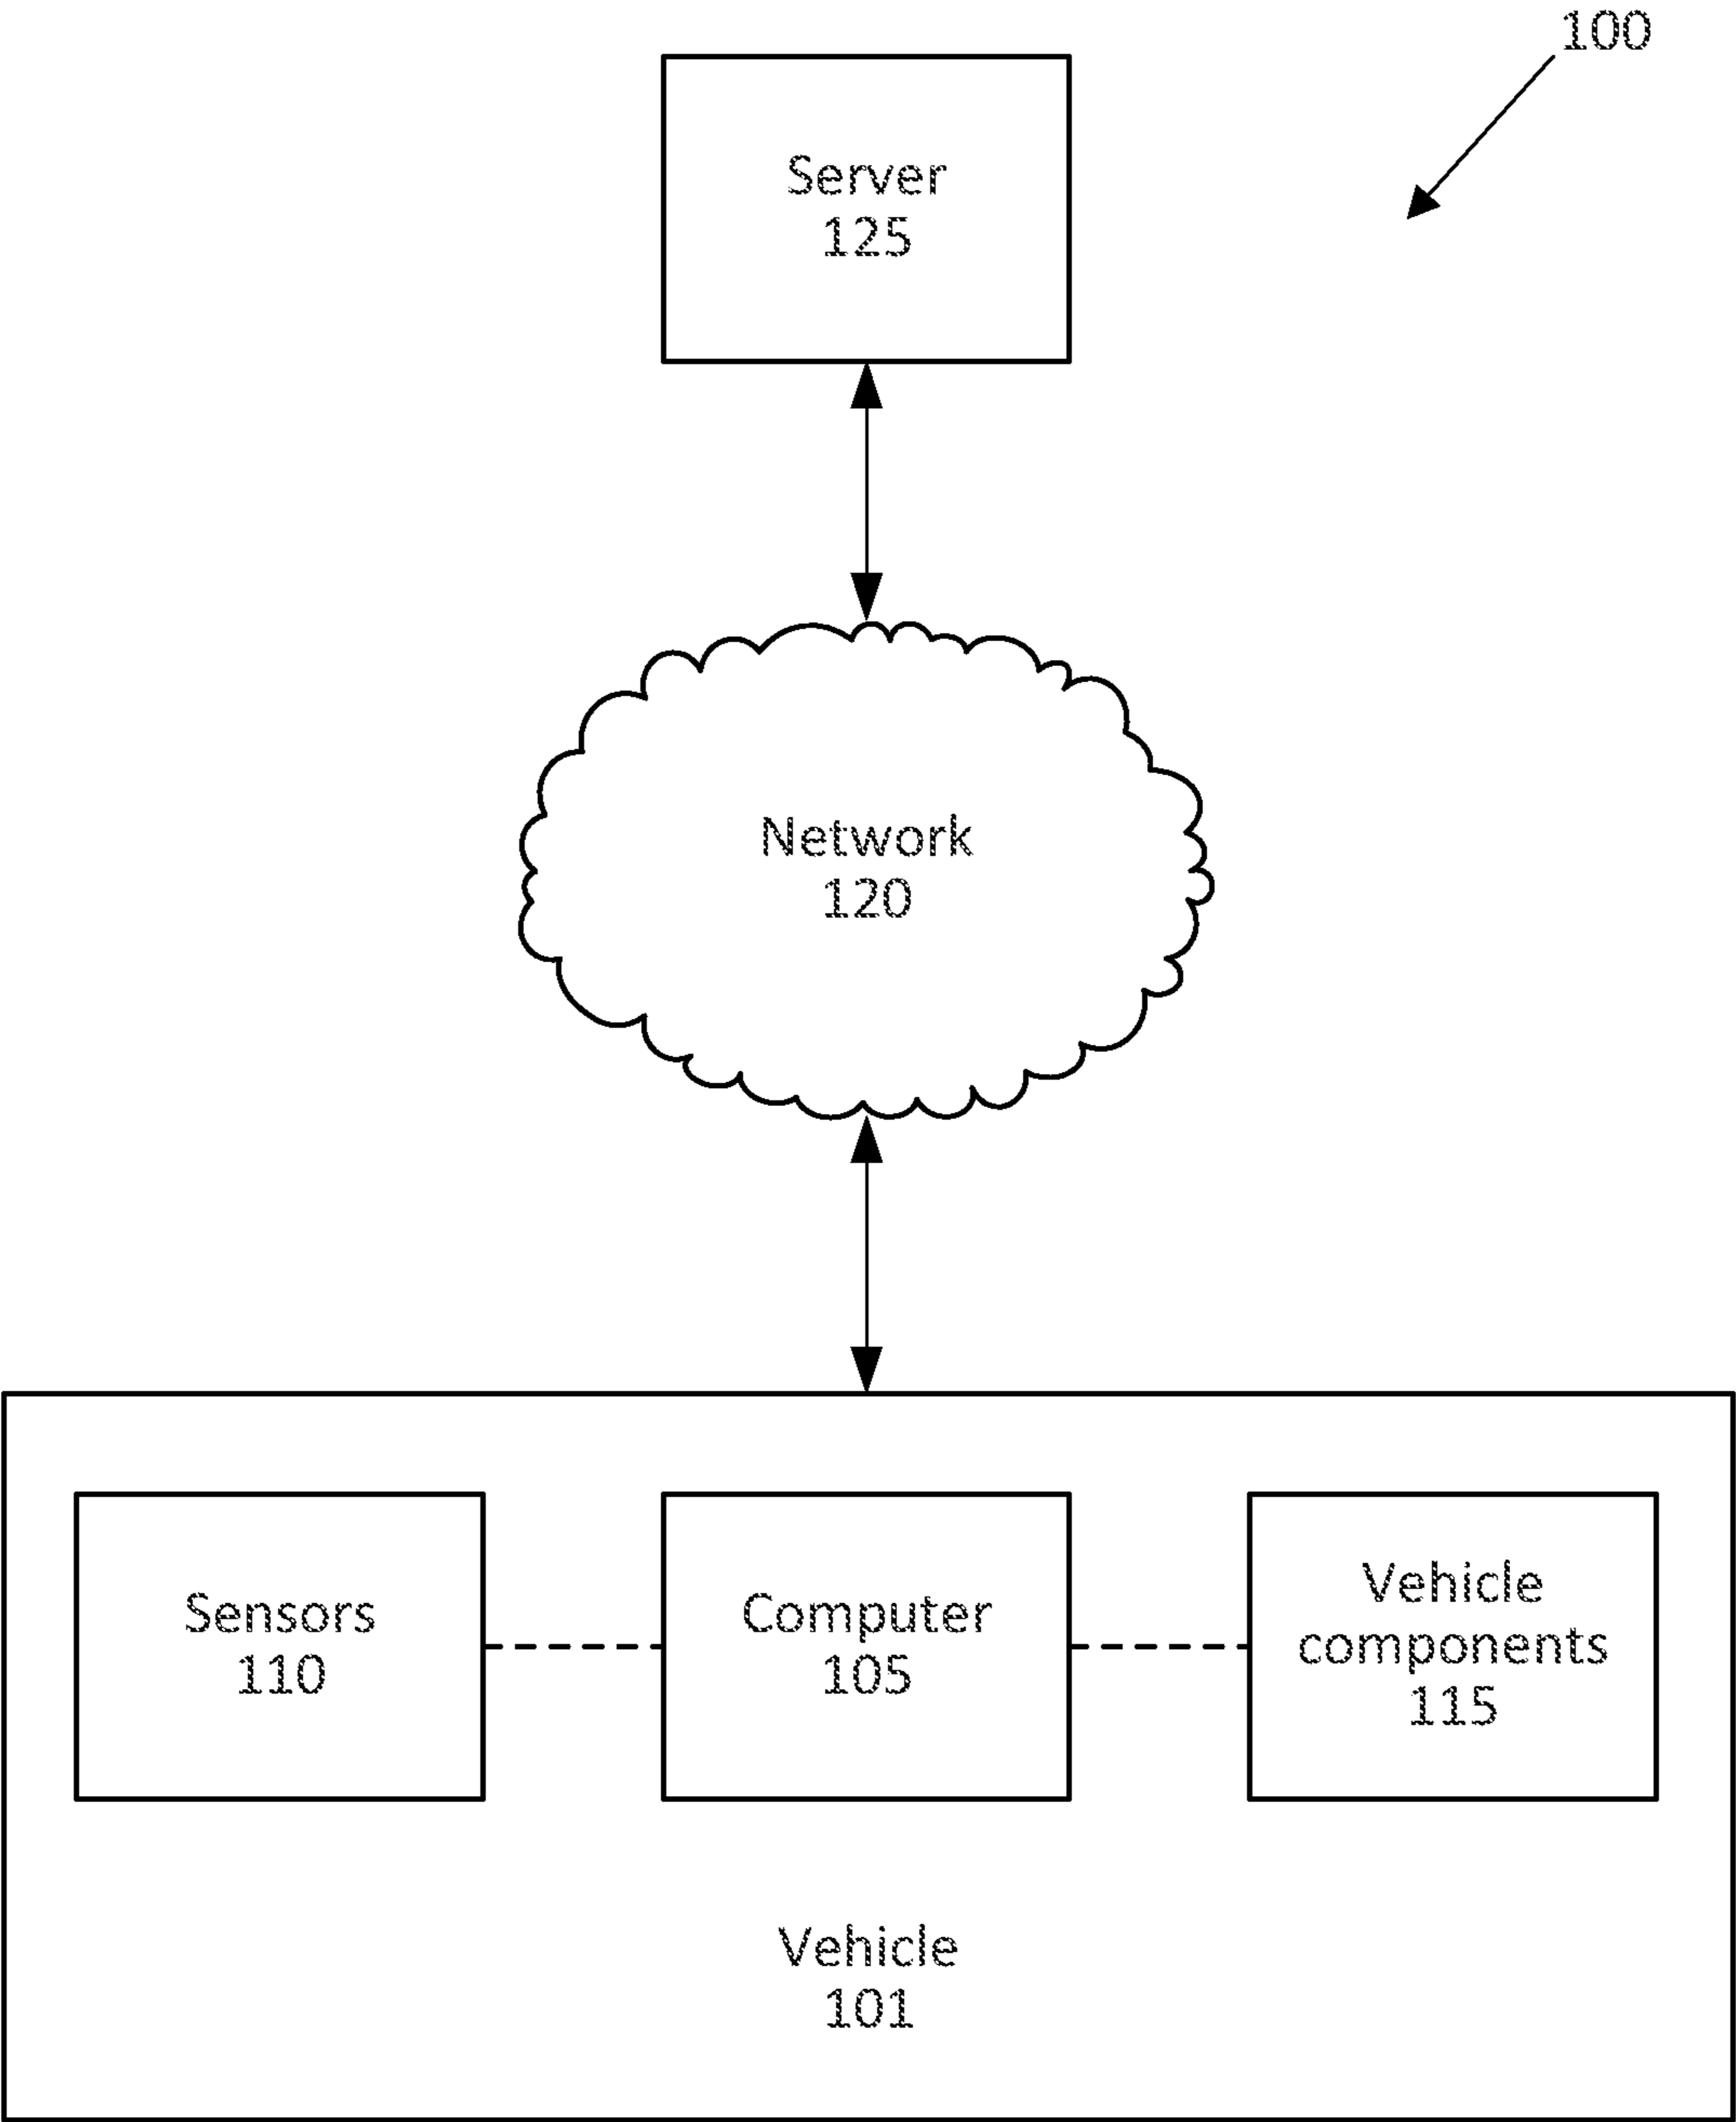 100
Server
125
Network
120
Sensors
110
Computer
105
Vehicle
components
115
Vehicle
101